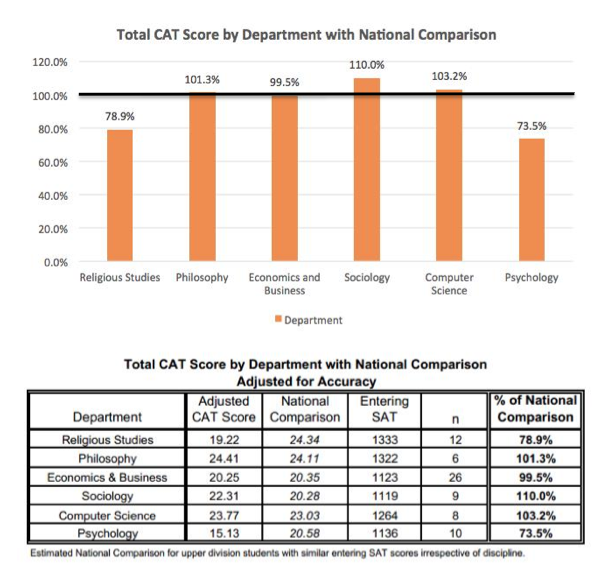 Total CAT Score by Department with National Comparison
120.0%
100.0%
80.0%
60.0%
40.0%
20.0%
0.0%
78.9%
101.3%
99.5%
110.0%
103.2%
73.5%
Religious Studies
Philosophy
Economics and
Business
Sociology
Computer
Science
Psychology
Department
Total CAT Score by Department with National Comparison
Adjusted for Accuracy
Department Adjusted CAT Score National Comparison Entering SAT n % of National Comparison
Religious Studies 19.22 24.34 1333 12 78.9%
Philosophy 24.41 24.11 1322 6 101.3%
Economics & Business 20.25 20.35 1123 26 99.5%
Sociology 22.31 20.28 1119 9 110.0%
Computer Science 23.77 23.03 1264 8 103.2%
Psychology 15.13 20.58 1136 10 73.5%
Estimated National Comparison for upper division students with similar entering SAT scores irrespective of discipline.